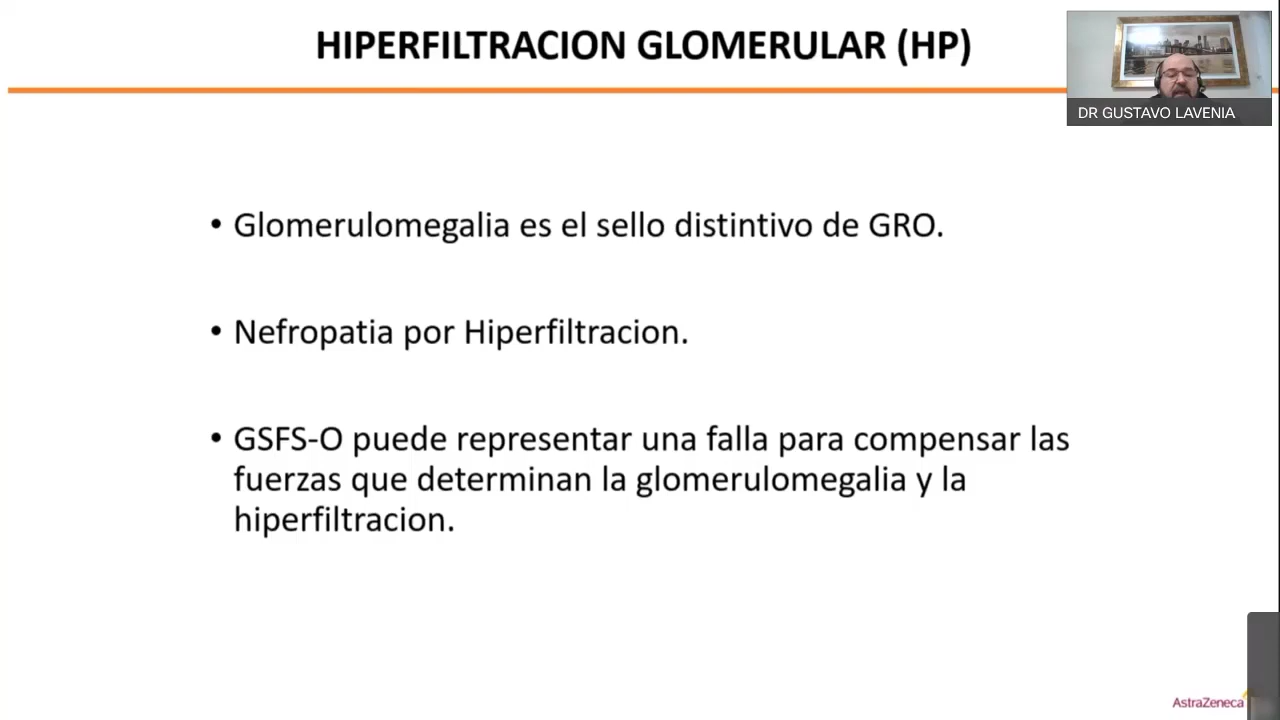 HIPERFILTRACION GLOMERULAR (HP)
DR GUSTAVO LAVENIA
• Glomerulomegalia es el sello distintivo de GRO.
• Nefropatia por Hiperfiltracion.
• GSFS-O puede representar una falla para compensar las
fuerzas que determinan la glomerulomegalia y la
hiperfiltracion.
AstraZeneca